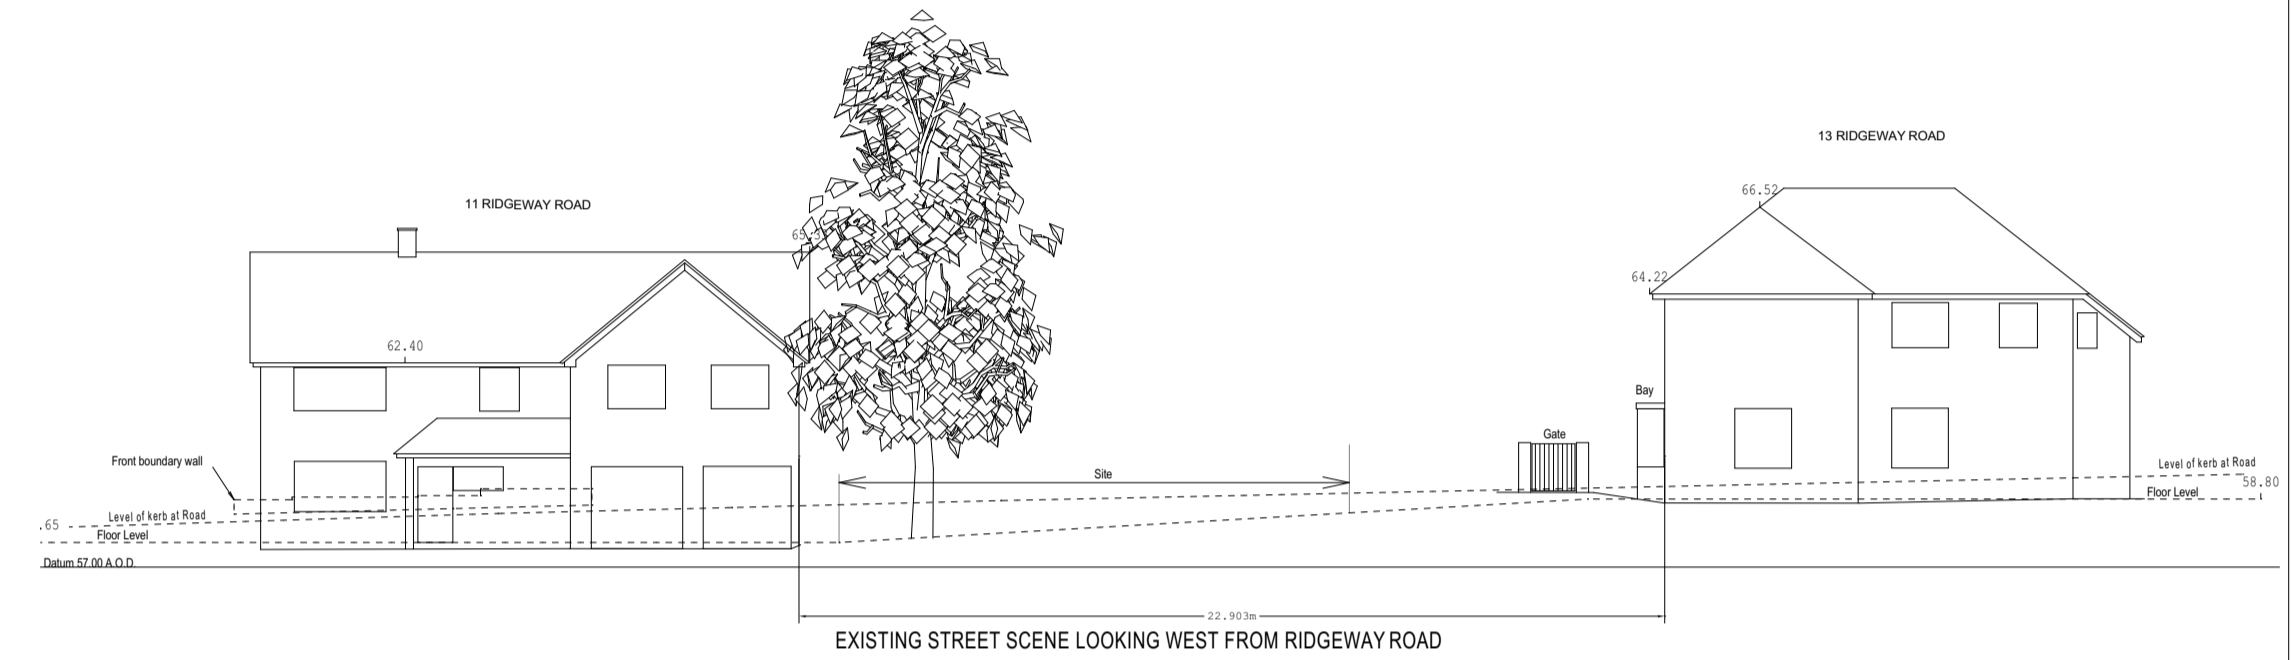 13 RIDGEWAY ROAD
66.52
11 RIDGEWAY ROAD
64.22
62.40
Bay
Gate
Front boundary wall
Site
Level of kerb at Road
Floor Level
58.80
.65
Level of kerb at Road
Floor Level
Datum 57.00 A.O.D.
22.903m
EXISTING STREET SCENE LOOKING WEST FROM RIDGEWAY ROAD